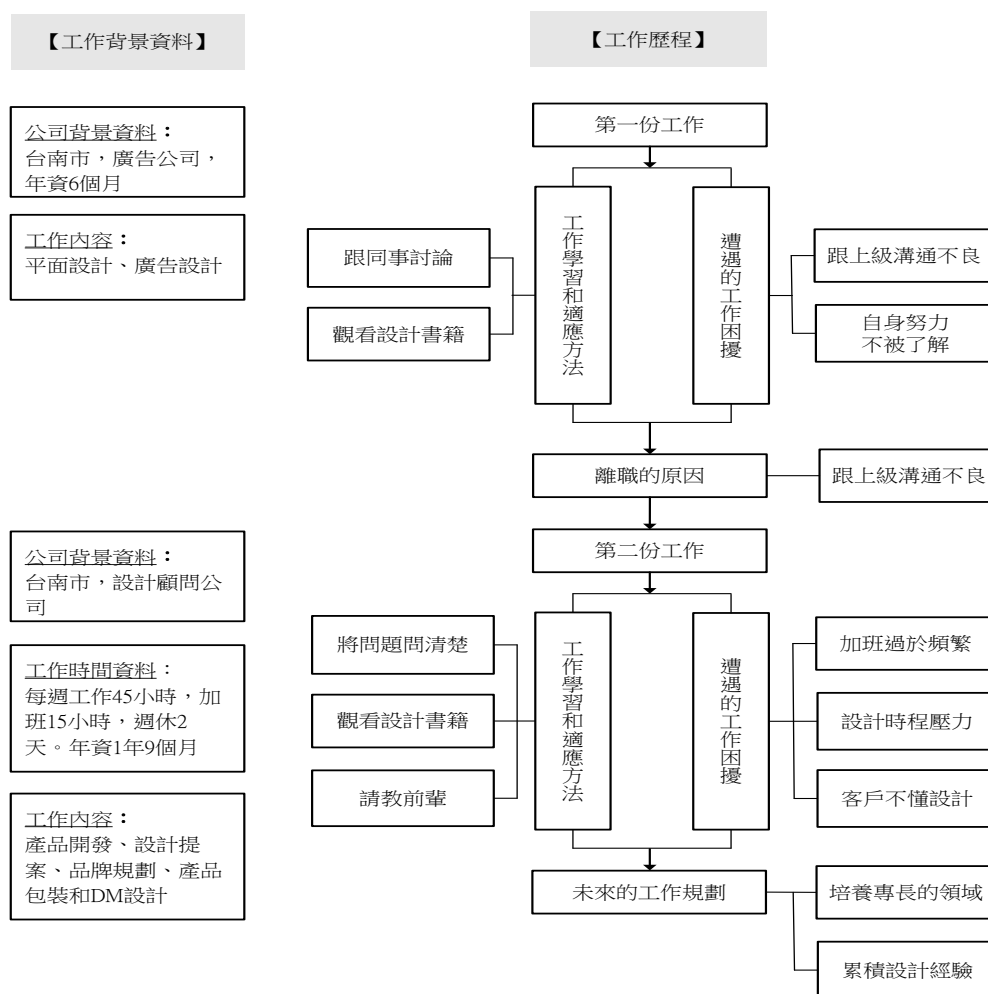 【工作背景資料】
【工作歷程】
公司背景資料：
台南市，廣告公司，
年資6個月
工作內容：
平面設計、廣告設計
第一份工作
工作學習和適應方法
遭遇的工作困擾
跟同事討論
觀看設計書籍
跟上級溝通不良
自身努力
不被了解
離職的原因
跟上級溝通不良
公司背景資料：
台南市，設計顧問公
司
工作時間資料：
每週工作45小時，加
班15小時，週休2
天。年資1年9個月
工作內容：
產品開發、設計提
案、品牌規劃、產品
包裝和DM設計
第二份工作
工作學習和適應方法
遭遇的工作困擾
將問題問清楚
觀看設計書籍
請教前輩
加班過於頻繁
設計時程壓力
客戶不懂設計
未來的工作規劃
培養專長的領域
累積設計經驗